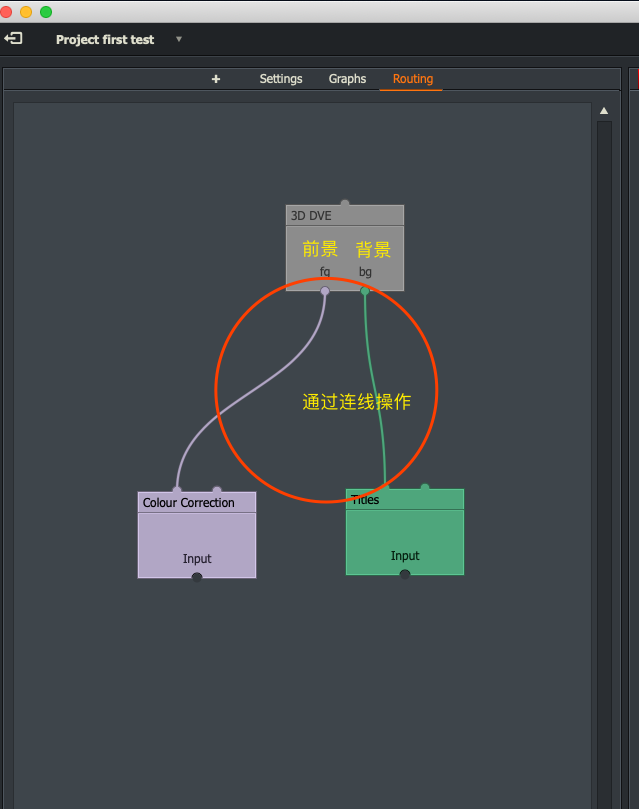 Project first test
+ Settings Graphs Routing
3D DVE
前景 背景
fg bg
通过连线操作
Colour Correction
Titles
Input
Input